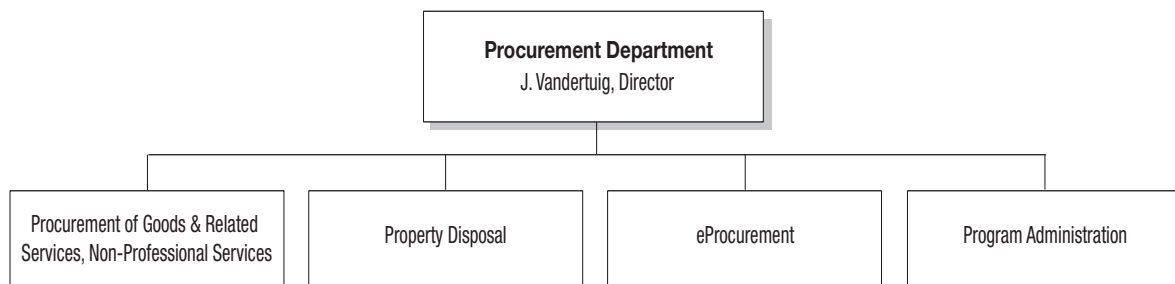 Procurement Department
J. Vandertuig, Director
Procurement of Goods & Related
Services, Non-Professional Services
Property Disposal
eProcurement
Program Administration